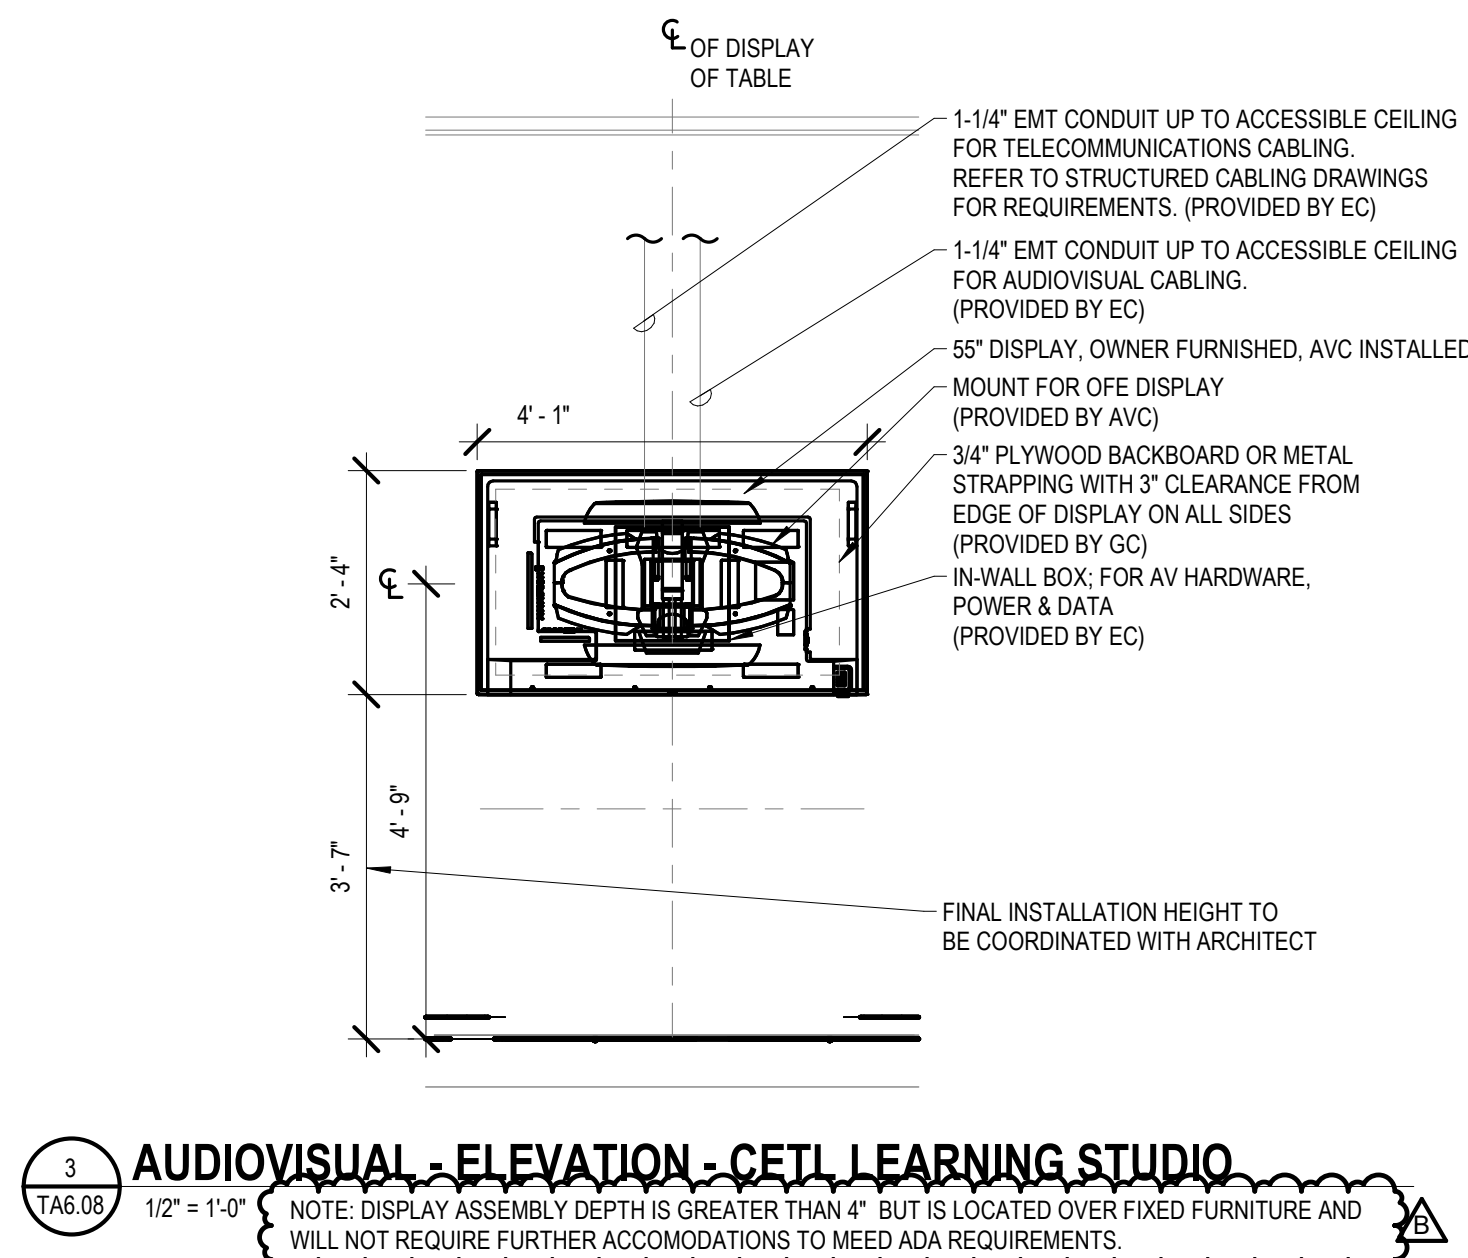 ℄ OF DISPLAY
OF TABLE
1-1/4" EMT CONDUIT UP TO ACCESSIBLE CEILING
FOR TELECOMMUNICATIONS CABLING.
REFER TO STRUCTURED CABLING DRAWINGS
FOR REQUIREMENTS. (PROVIDED BY EC)
1-1/4" EMT CONDUIT UP TO ACCESSIBLE CEILING
FOR AUDIOVISUAL CABLING.
(PROVIDED BY EC)
55" DISPLAY, OWNER FURNISHED, AVC INSTALLED
MOUNT FOR OFE DISPLAY
(PROVIDED BY AVC)
3/4" PLYWOOD BACKBOARD OR METAL
STRAPPING WITH 3" CLEARANCE FROM
EDGE OF DISPLAY ON ALL SIDES
(PROVIDED BY GC)
IN-WALL BOX; FOR AV HARDWARE,
POWER & DATA
(PROVIDED BY EC)
4' - 1"
2' - 4"
℄
4' - 9"
3' - 7"
FINAL INSTALLATION HEIGHT TO
BE COORDINATED WITH ARCHITECT
3
TA6.08
AUDIOVISUAL - ELEVATION - CETL LEARNING STUDIO
1/2" = 1'-0"
NOTE: DISPLAY ASSEMBLY DEPTH IS GREATER THAN 4" BUT IS LOCATED OVER FIXED FURNITURE AND
WILL NOT REQUIRE FURTHER ACCOMODATIONS TO MEED ADA REQUIREMENTS.
B